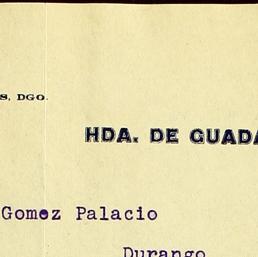 S, DGO.
HDA. DE GUADA
Gomez Palacio
Durango